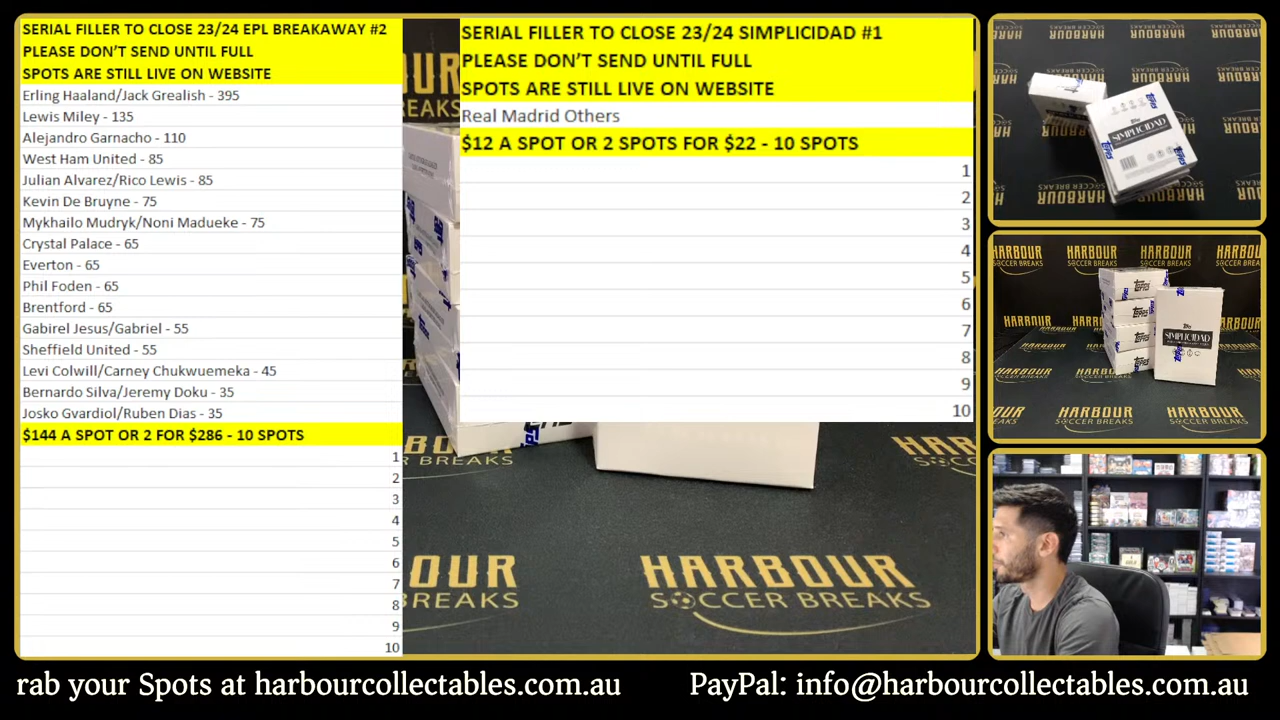 SERIAL FILLER TO CLOSE 23/24 EPL BREAKAWAY #2
PLEASE DON'T SEND UNTIL FULL
SPOTS ARE STILL LIVE ON WEBSITE
Erling Haaland/Jack Grealish - 395
Lewis Miley - 135
Alejandro Garnacho - 110
West Ham United - 85
Julian Alvarez/Rico Lewis - 85
Kevin De Bruyne - 75
Mykhailo Mudryk/Noni Madueke - 75
Crystal Palace - 65
Everton - 65
Phil Foden - 65
Brentford - 65
Gabirel Jesus/Gabriel - 55
Sheffield United - 55
Levi Colwill/Carney Chukwuemeka - 45
Bernardo Silva/Jeremy Doku - 35
Josko Gvardiol/Ruben Dias - 35
$144 A SPOT OR 2 FOR $286 - 10 SPOTS
1
2
3
4
5
6
7
8
9
10
SERIAL FILLER TO CLOSE 23/24 SIMPLICIDAD #1
PLEASE DON'T SEND UNTIL FULL
SPOTS ARE STILL LIVE ON WEBSITE
Real Madrid Others
$12 A SPOT OR 2 SPOTS FOR $22 - 10 SPOTS
1
2
3
4
5
6
7
8
9
10
HARBOUR
SOCCER BREAKS
SIMPLICIDAD
Topps
HARBOUR
SOCCER BREAKS
SIMPLICIDAD
rab your Spots at harbourcollectables.com.au
PayPal: info@harbourcollectables.com.au